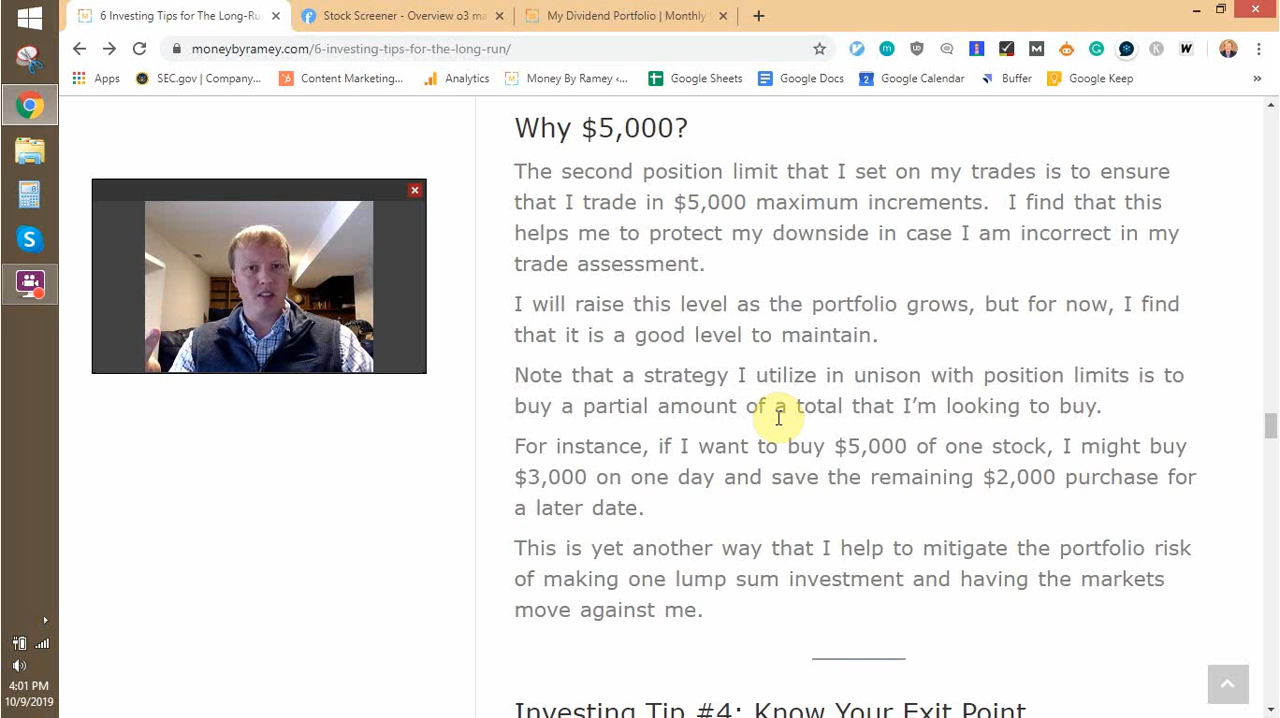 6 Investing Tips for The Long-Ru
Stock Screener - Overview o3 ma
My Dividend Portfolio | Monthly
moneybyramey.com/6-investing-tips-for-the-long-run/
Apps
SEC.gov | Company...
Content Marketing...
Analytics
Money By Ramey <...
Google Sheets
Google Docs
Google Calendar
Buffer
Google Keep
Why $5,000?
The second position limit that I set on my trades is to ensure
that I trade in $5,000 maximum increments.  I find that this
helps me to protect my downside in case I am incorrect in my
trade assessment.
I will raise this level as the portfolio grows, but for now, I find
that it is a good level to maintain.
Note that a strategy I utilize in unison with position limits is to
buy a partial amount of a total that I’m looking to buy.
For instance, if I want to buy $5,000 of one stock, I might buy
$3,000 on one day and save the remaining $2,000 purchase for
a later date.
This is yet another way that I help to mitigate the portfolio risk
of making one lump sum investment and having the markets
move against me.
Investing Tip #4: Know Your Exit Point
4:01 PM
10/9/2019